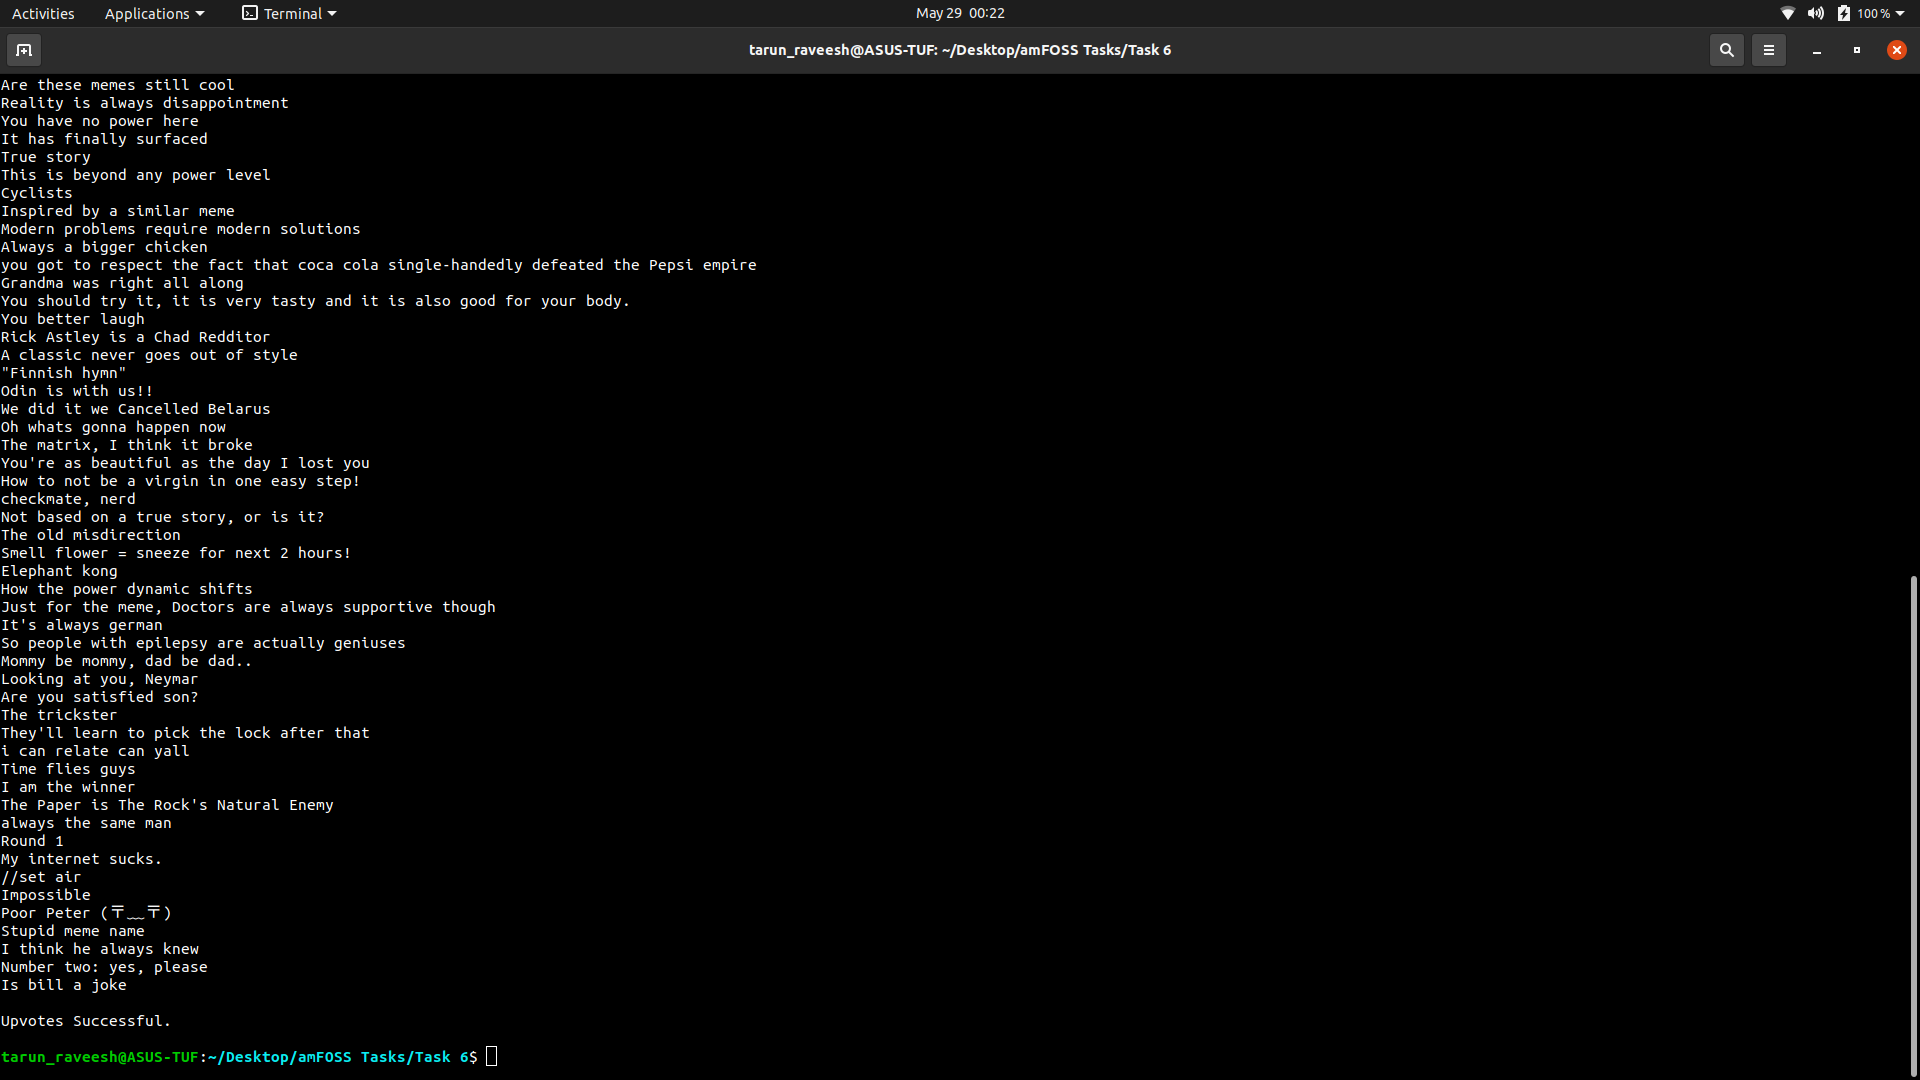 Activities Applications Terminal May 29 00:22 100 %
tarun_raveesh@ASUS-TUF: ~/Desktop/amFOSS Tasks/Task 6
Are these memes still cool
Reality is always disappointment
You have no power here
It has finally surfaced
True story
This is beyond any power level
Cyclists
Inspired by a similar meme
Modern problems require modern solutions
Always a bigger chicken
you got to respect the fact that coca cola single-handedly defeated the Pepsi empire
Grandma was right all along
You should try it, it is very tasty and it is also good for your body.
You better laugh
Rick Astley is a Chad Redditor
A classic never goes out of style
"Finnish hymn"
Odin is with us!!
We did it we Cancelled Belarus
Oh whats gonna happen now
The matrix, I think it broke
You're as beautiful as the day I lost you
How to not be a virgin in one easy step!
checkmate, nerd
Not based on a true story, or is it?
The old misdirection
Smell flower = sneeze for next 2 hours!
Elephant kong
How the power dynamic shifts
Just for the meme, Doctors are always supportive though
It's always german
So people with epilepsy are actually geniuses
Mommy be mommy, dad be dad..
Looking at you, Neymar
Are you satisfied son?
The trickster
They'll learn to pick the lock after that
i can relate can yall
Time flies guys
I am the winner
The Paper is The Rock's Natural Enemy
always the same man
Round 1
My internet sucks.
//set air
Impossible
Poor Peter (〒﹏〒)
Stupid meme name
I think he always knew
Number two: yes, please
Is bill a joke
Upvotes Successful.
tarun_raveesh@ASUS-TUF:~/Desktop/amFOSS Tasks/Task 6$